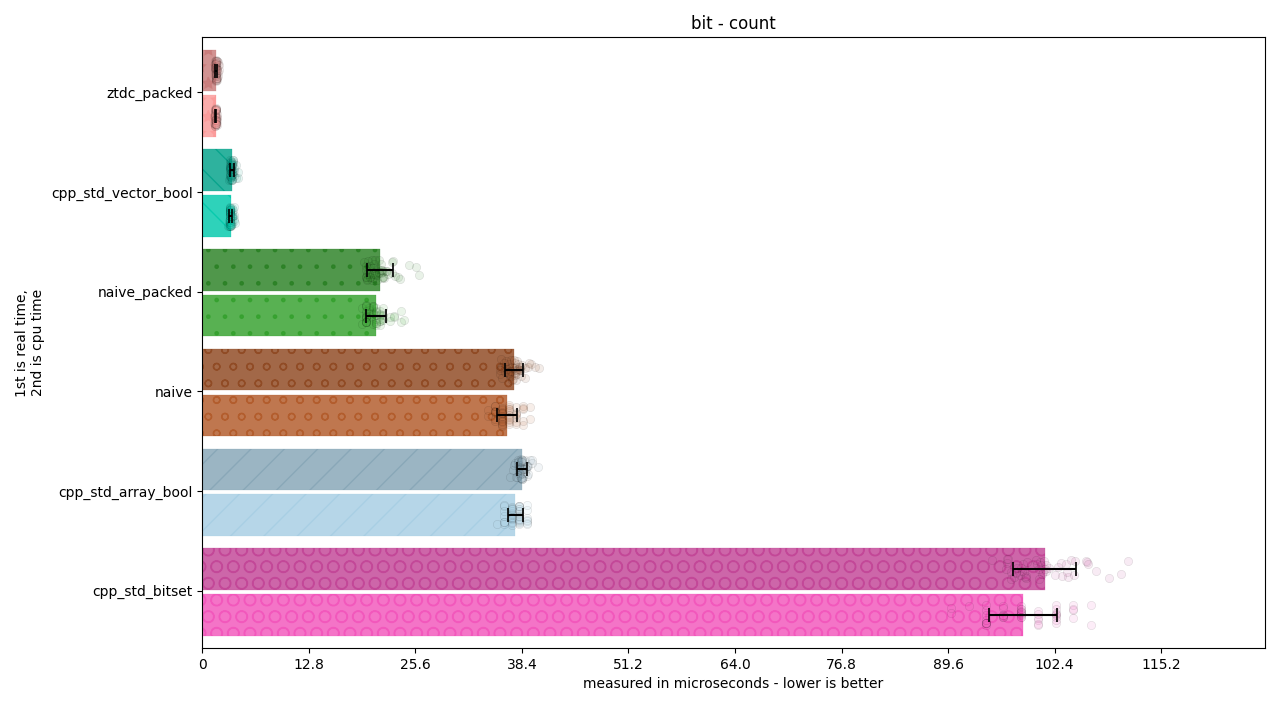 bit - count
1st is real time,
2nd is cpu time
ztdc_packed
cpp_std_vector_bool
naive_packed
naive
cpp_std_array_bool
cpp_std_bitset
0 12.8 25.6 38.4 51.2 64.0 76.8 89.6 102.4 115.2
measured in microseconds - lower is better